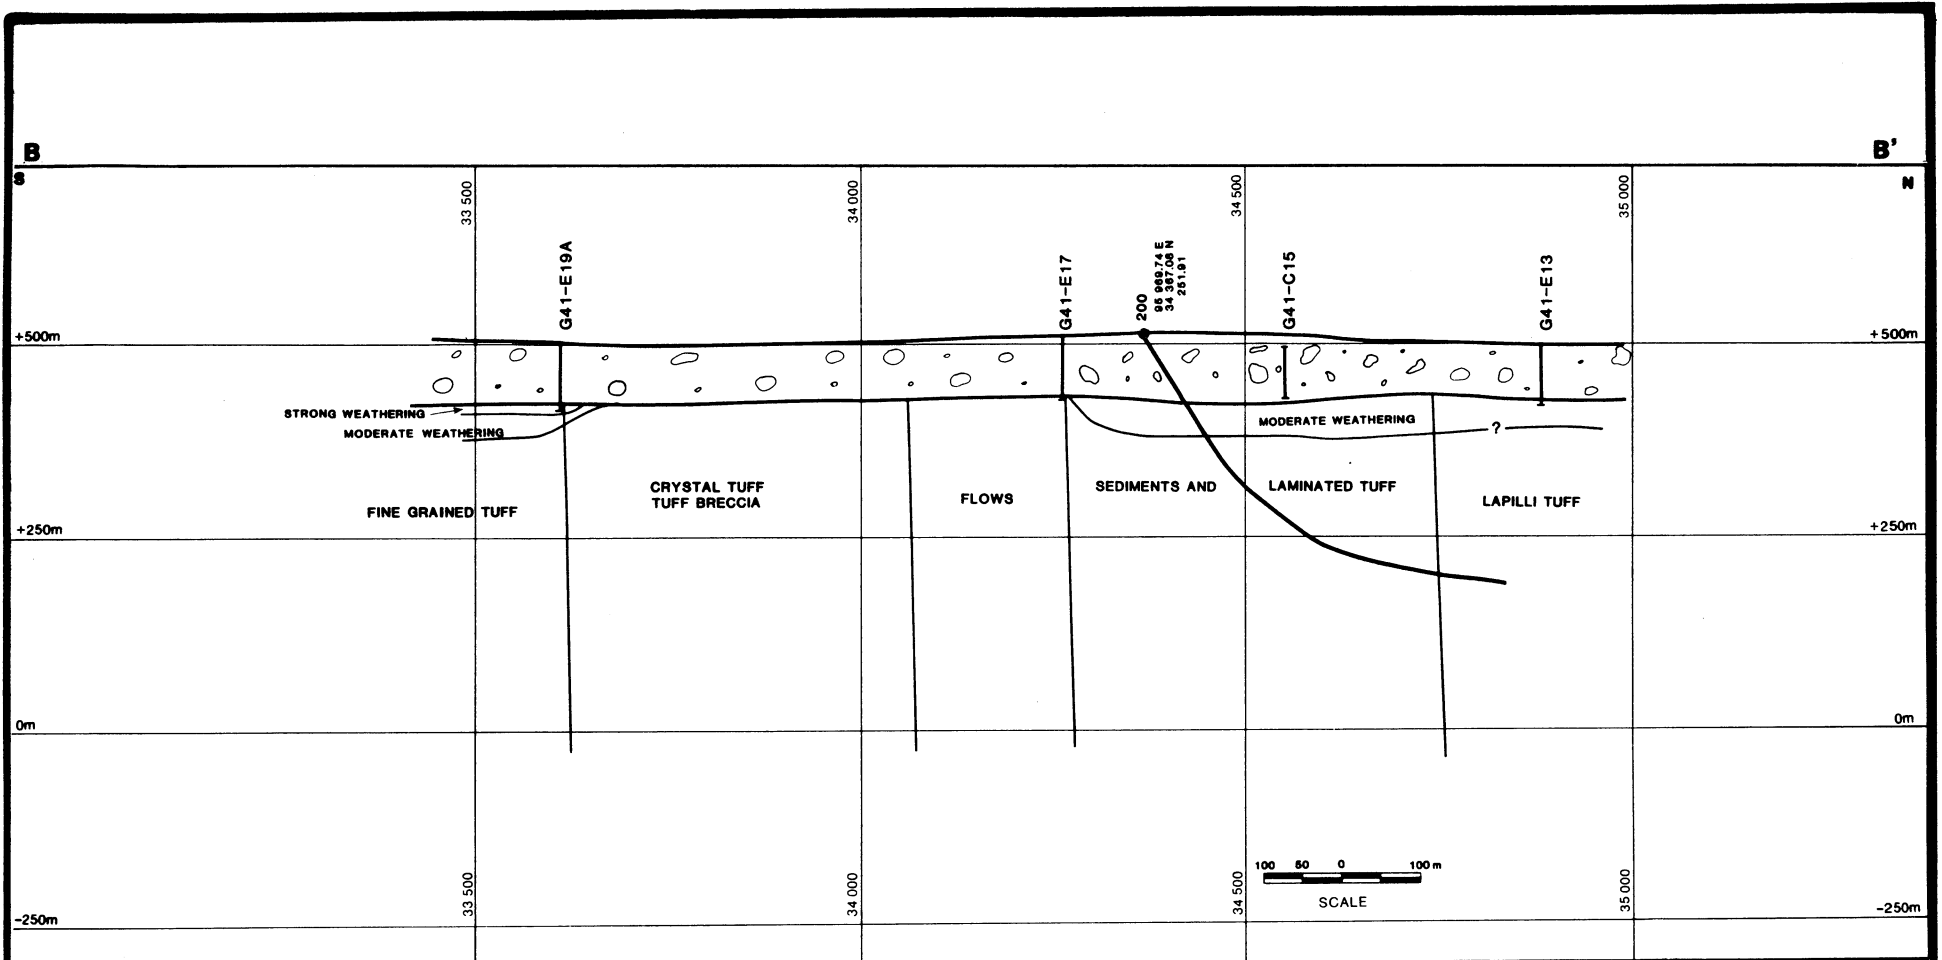 B
B'
S
N
33 500
34 000
34 500
35 000
G41-E19A
G41-E17
200
95 969.74 E
34 367.08 N
251.91
G41-C15
G41-E13
+500m
+500m
STRONG WEATHERING
MODERATE WEATHERING
MODERATE WEATHERING
?
CRYSTAL TUFF
TUFF BRECCIA
FLOWS
SEDIMENTS AND
LAMINATED TUFF
LAPILLI TUFF
FINE GRAINED TUFF
+250m
+250m
0m
0m
100 50 0 100 m
SCALE
33 500
34 000
34 500
35 000
-250m
-250m